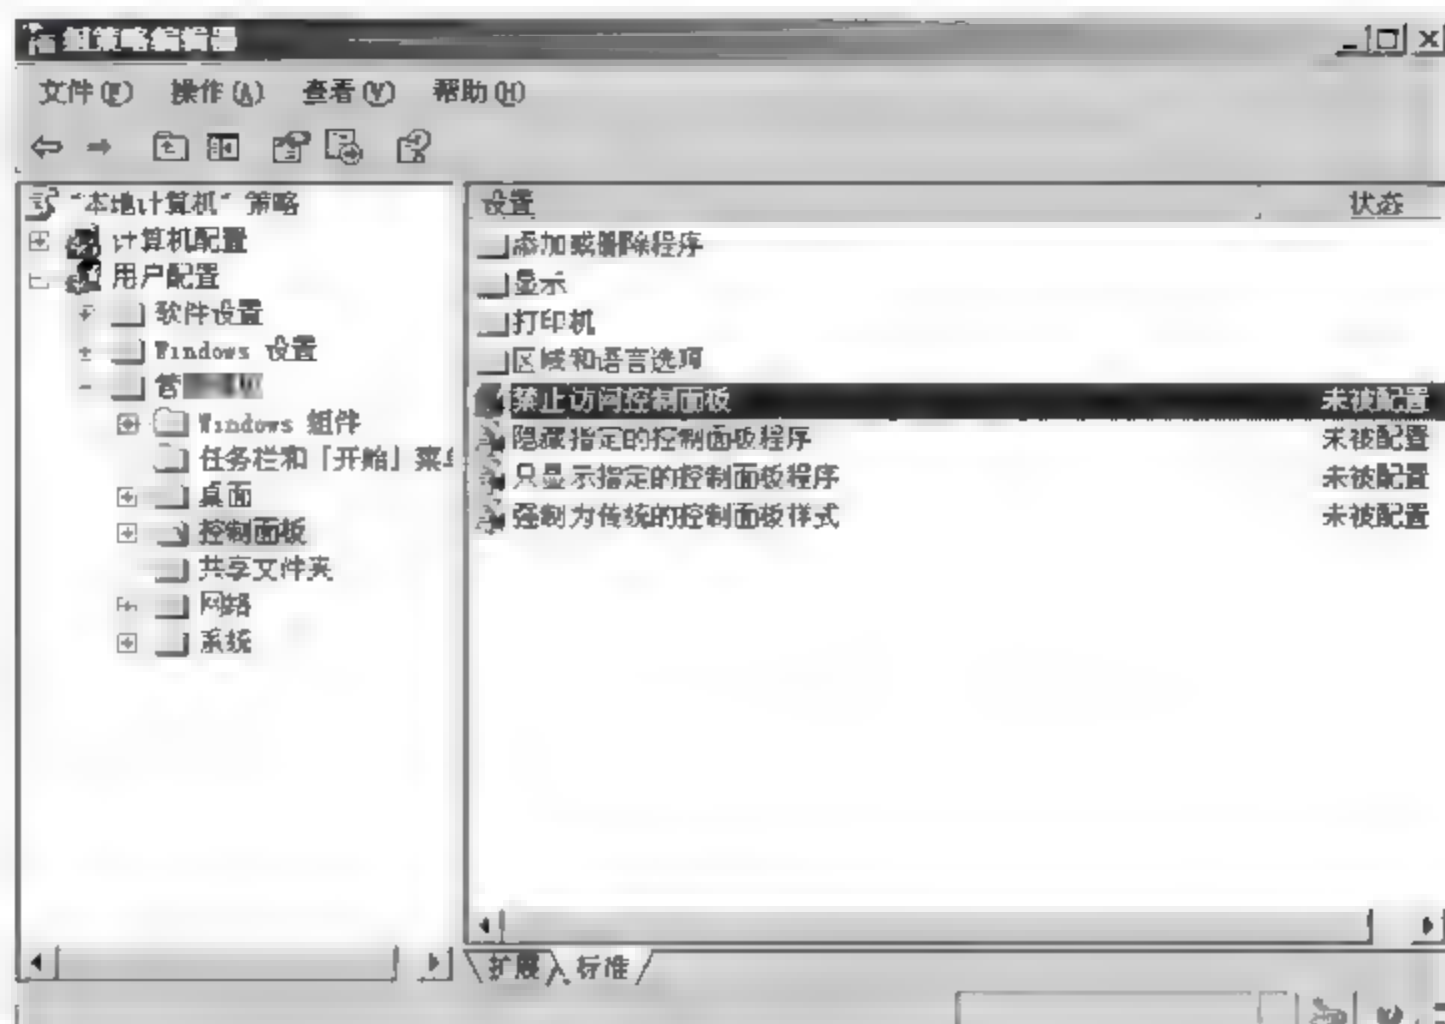 组策略编辑器
文件(F) 操作(A) 查看(V) 帮助(H)
"本地计算机" 策略
计算机配置
用户配置
软件设置
Windows 设置
管
Windows 组件
任务栏和「开始」菜单
桌面
控制面板
共享文件夹
网络
系统
设置 状态
添加或删除程序
显示
打印机
区域和语言选项
禁止访问控制面板 未被配置
隐藏指定的控制面板程序 未被配置
只显示指定的控制面板程序 未被配置
强制为传统的控制面板样式 未被配置
扩展 标准